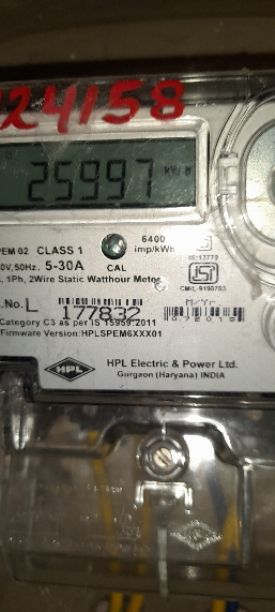 24158
25997 kWh
PEM 02 CLASS 1
6400
imp/kWh
0V,50Hz. 5-30A CAL
IS:13779
, 1Ph, 2Wire Static Watthour Meter
CM/L 9190783
.No. L 177832
M/Yr
Category C3 as per IS 15959:2011
Firmware Version: HPLSPEM6XXX01
HPL
HPL Electric & Power Ltd.
Gurgaon (Haryana) INDIA